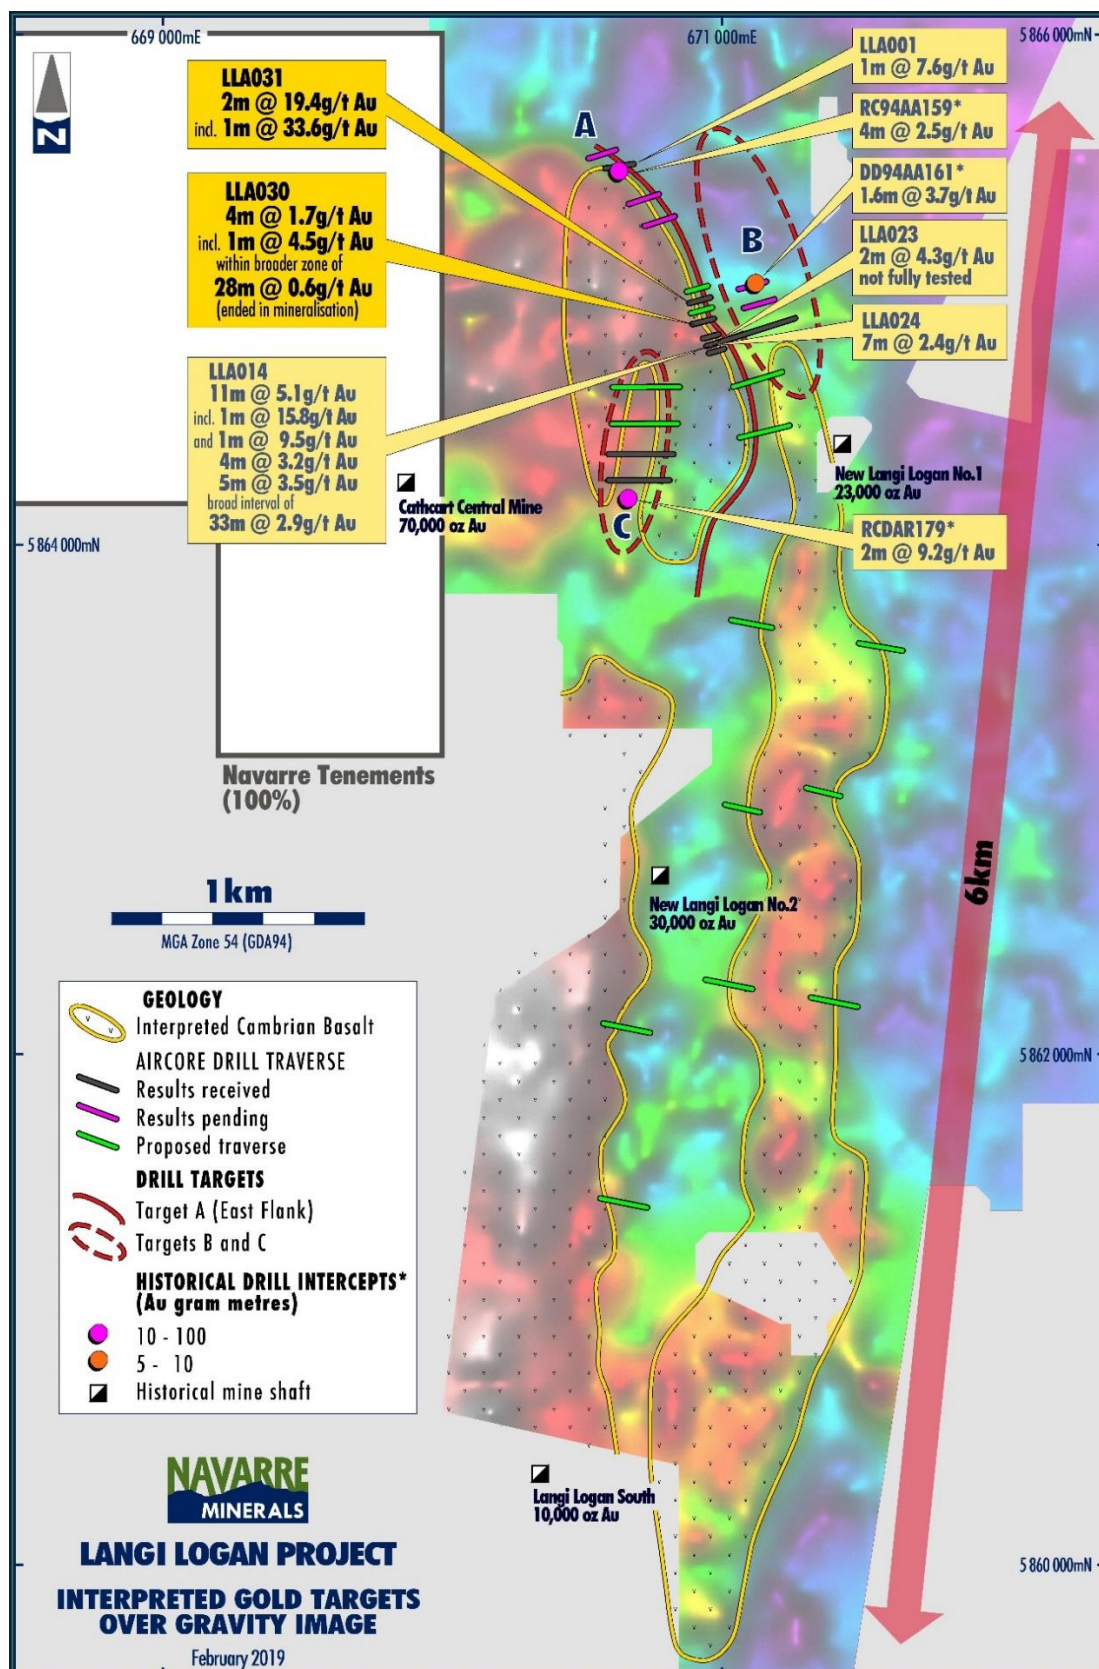 669 000mE
671 000mE
5 866 000mN
LLA031
2m @ 19.4g/t Au
incl. 1m @ 33.6g/t Au
N
LLA030
4m @ 1.7g/t Au
incl. 1m @ 4.5g/t Au
within broader zone of
28m @ 0.6g/t Au
(ended in mineralisation)
LLA014
11m @ 5.1g/t Au
incl. 1m @ 15.8g/t Au
and 1m @ 9.5g/t Au
4m @ 3.2g/t Au
5m @ 3.5g/t Au
broad interval of
33m @ 2.9g/t Au
A
B
C
LLA001
1m @ 7.6g/t Au
RC94AA159*
4m @ 2.5g/t Au
DD94AA161*
1.6m @ 3.7g/t Au
LLA023
2m @ 4.3g/t Au
not fully tested
LLA024
7m @ 2.4g/t Au
New Langi Logan No.1
23,000 oz Au
Cathcart Central Mine
70,000 oz Au
RCDAR179*
2m @ 9.2g/t Au
5 864 000mN
Navarre Tenements
(100%)
6km
1km
MGA Zone 54 (GDA94)
New Langi Logan No.2
30,000 oz Au
GEOLOGY
Interpreted Cambrian Basalt
AIRCORE DRILL TRAVERSE
Results received
Results pending
Proposed traverse
DRILL TARGETS
Target A (East Flank)
Targets B and C
HISTORICAL DRILL INTERCEPTS*
(Au gram metres)
10 - 100
5 - 10
Historical mine shaft
5 862 000mN
Langi Logan South
10,000 oz Au
5 860 000mN
NAVARRE
MINERALS
LANGI LOGAN PROJECT
INTERPRETED GOLD TARGETS
OVER GRAVITY IMAGE
February 2019